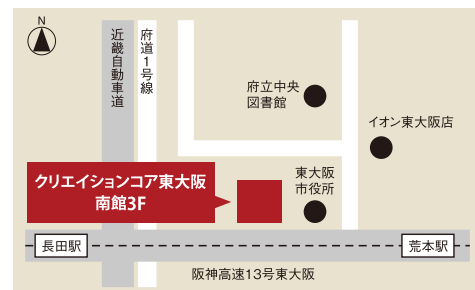 N
近畿自動車道
府道1号線
府立中央
図書館
イオン東大阪店
クリエイションコア東大阪
南館3F
東大阪
市役所
長田駅
荒本駅
阪神高速13号東大阪